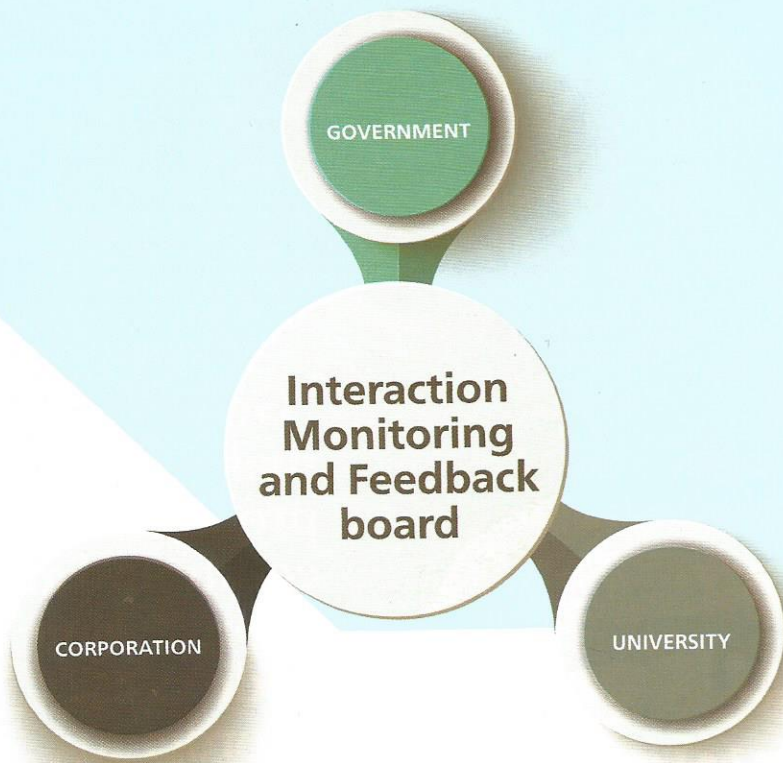 GOVERNMENT
Interaction
Monitoring
and Feedback
board
CORPORATION
UNIVERSITY